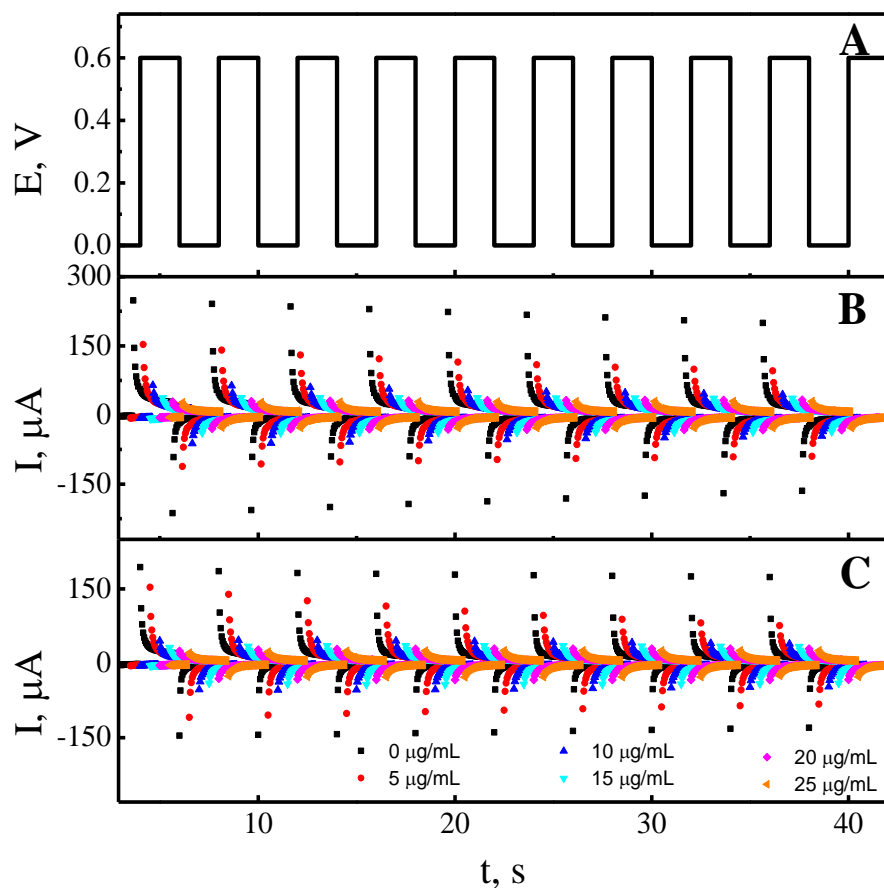 A
0.6
0.4
0.2
0.0
E, V
B
300
150
0
-150
I, µA
C
150
0
-150
I, µA
0 µg/mL
5 µg/mL
10 µg/mL
15 µg/mL
20 µg/mL
25 µg/mL
10 20 30 40
t, s